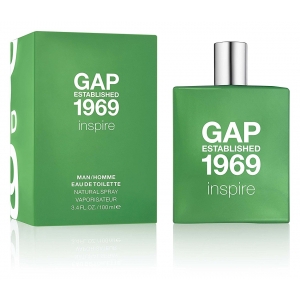 GAP
ESTABLISHED
1969
inspire
MAN/HOMME
EAU DE TOILETTE
NATURAL SPRAY
VAPORISATEUR
3.4 FL.OZ/100 ml e
GAP
ESTABLISHED
1969
inspire